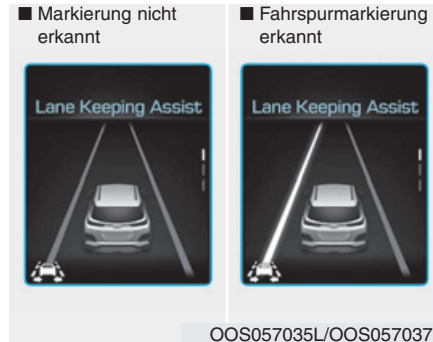 ■ Markierung nicht
erkannt
■ Fahrspurmarkierung
erkannt
Lane Keeping Assist
Lane Keeping Assist
OOS057035L/OOS057037